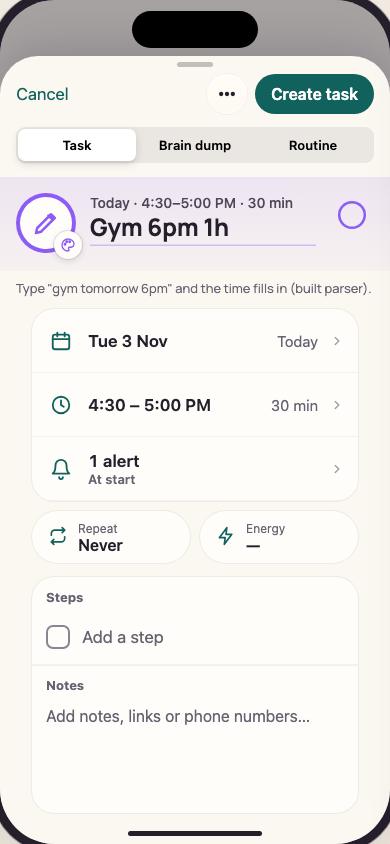 Cancel
Create task
Task
Brain dump
Routine
Today · 4:30–5:00 PM · 30 min
Gym 6pm 1h
Type "gym tomorrow 6pm" and the time fills in (built parser).
Tue 3 Nov
Today
4:30 – 5:00 PM
30 min
1 alert
At start
Repeat
Never
Energy
—
Steps
Add a step
Notes
Add notes, links or phone numbers...